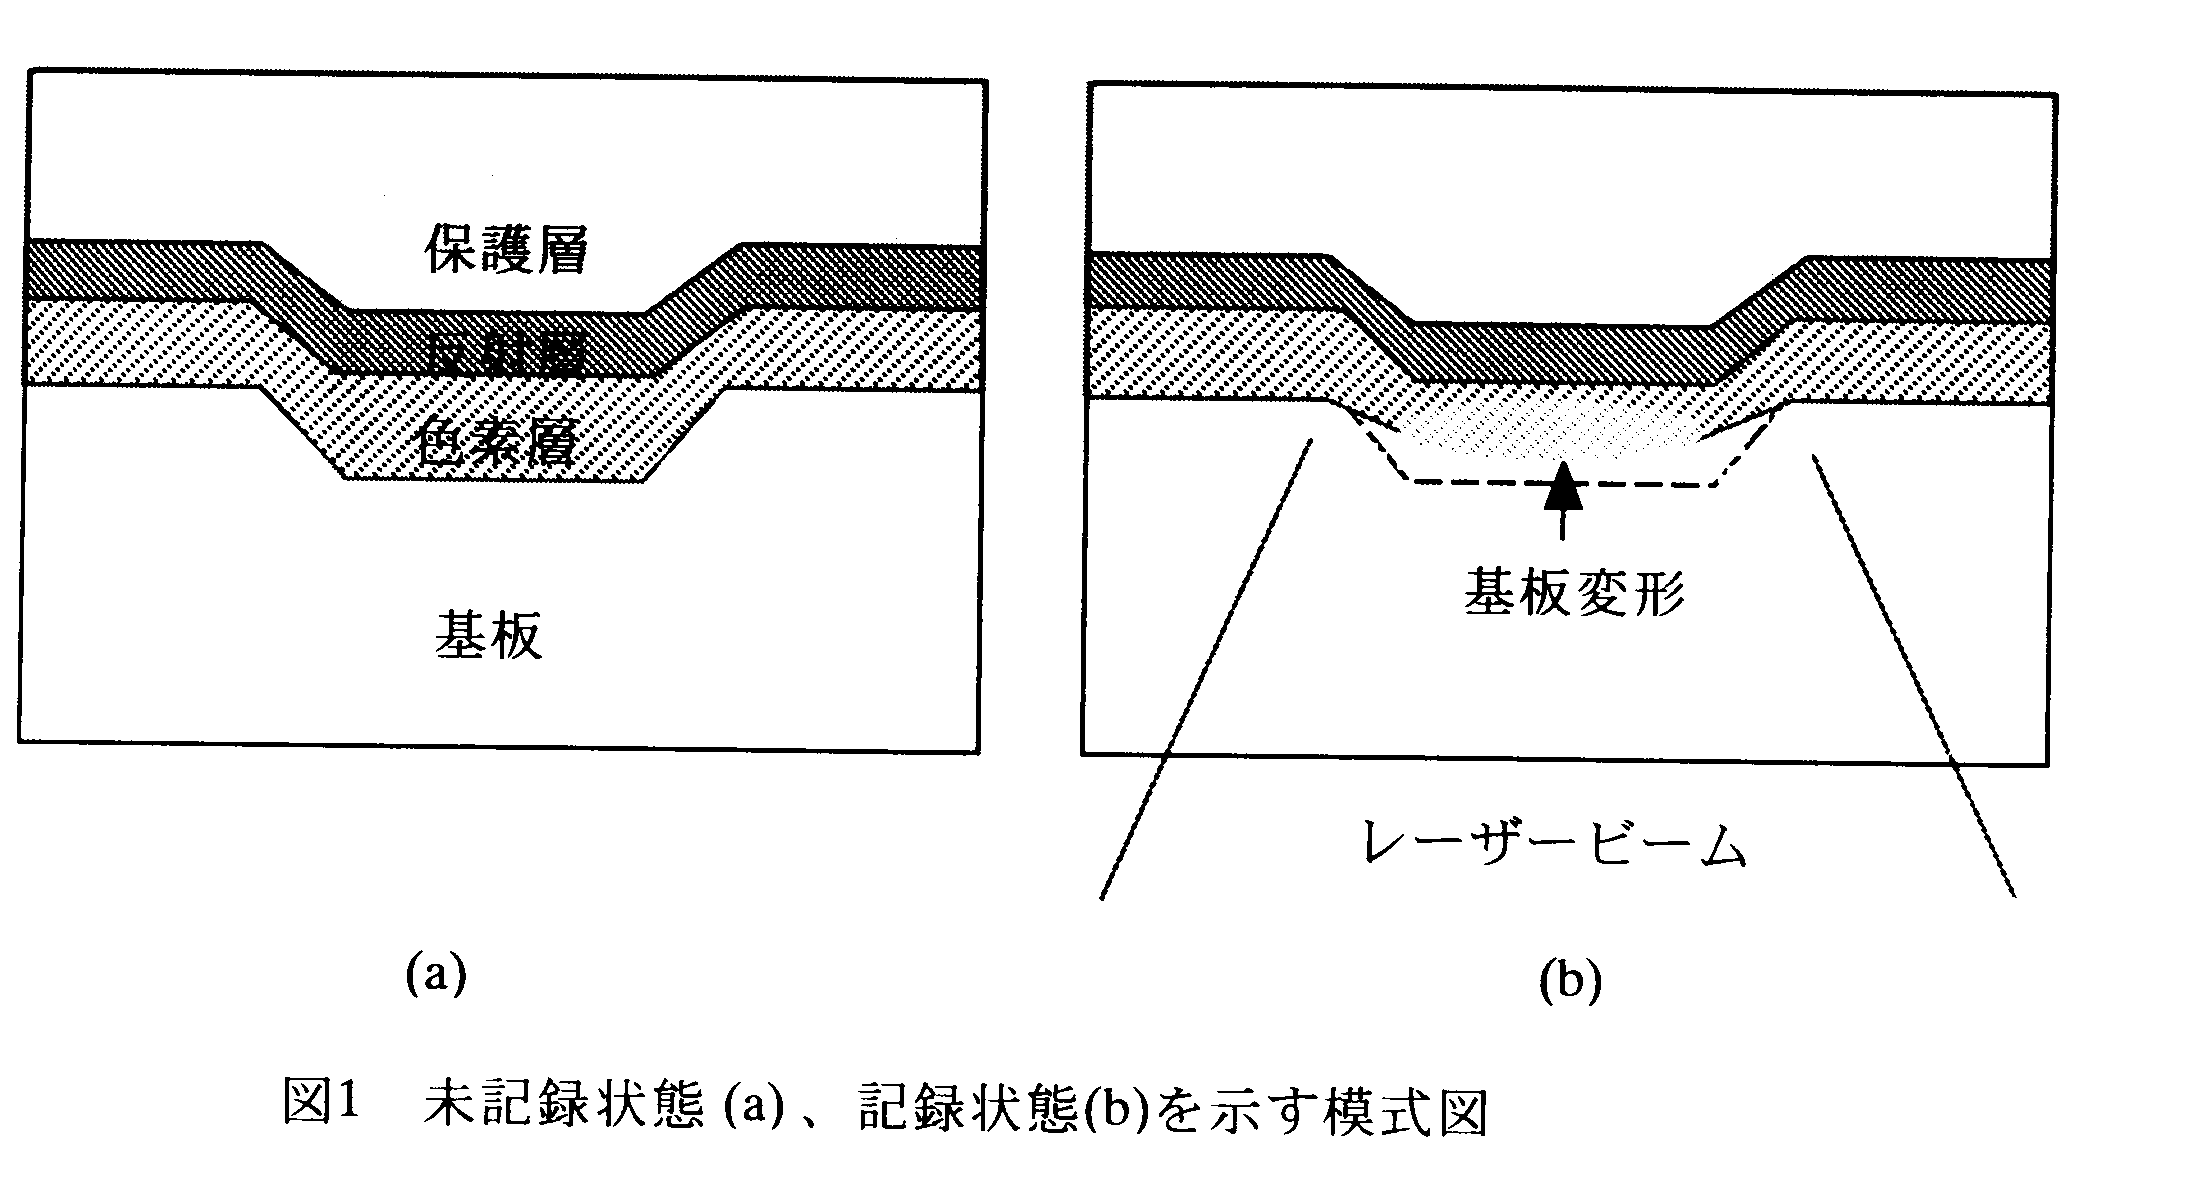 保護層
反射層
色素層
基板
基板変形
レーザービーム
(a)
(b)
図1 未記録状態 (a) 、記録状態(b)を示す模式図